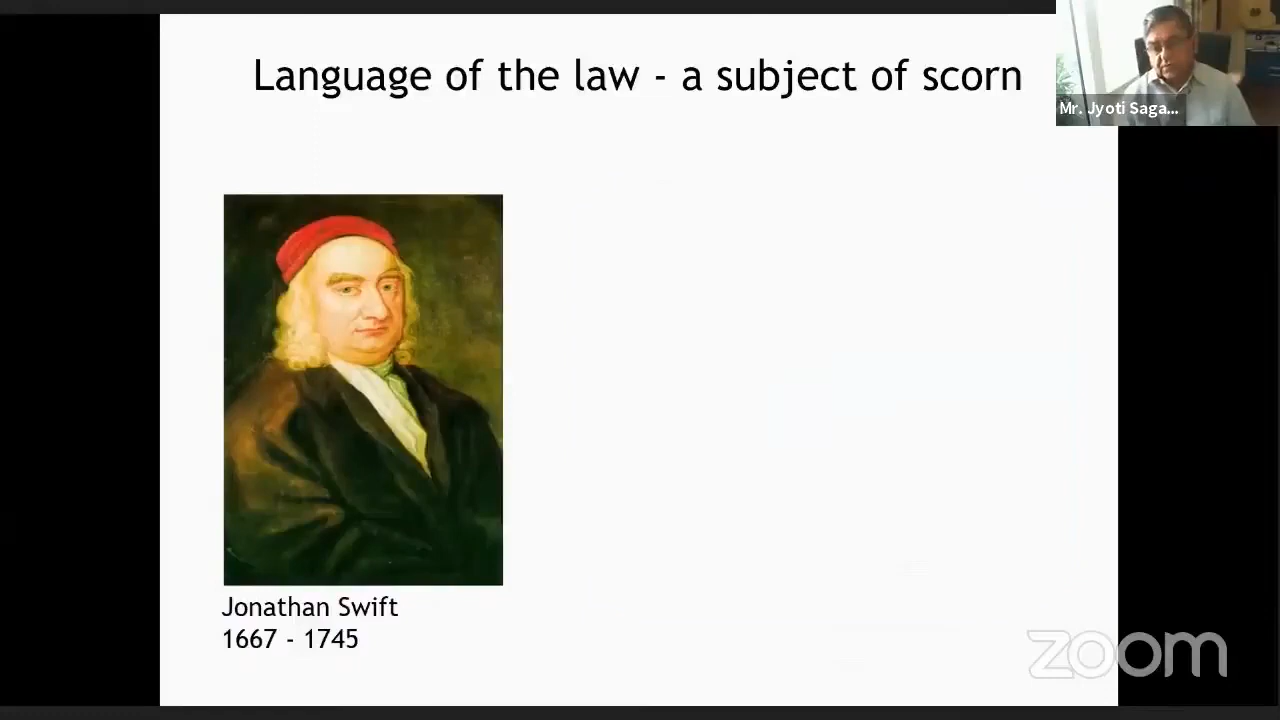 Language of the law - a subject of scorn
Mr. Jyoti Saga...
Jonathan Swift
1667 - 1745
zoom